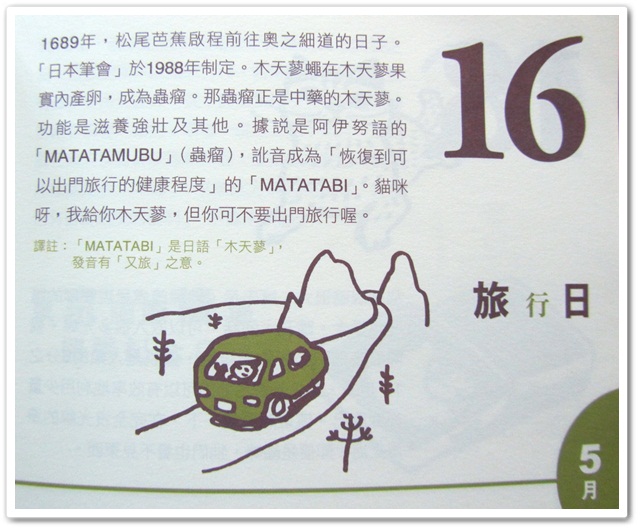 1689年，松尾芭蕉啟程前往奧之細道的日子。
「日本筆會」於1988年制定。木天蓼蠅在木天蓼果
實內產卵，成為蟲癭。那蟲癭正是中藥的木天蓼。
功能是滋養強壯及其他。據說是阿伊努語的
「MATATAMUBU」（蟲癭），訛音成為「恢復到可
以出門旅行的健康程度」的「MATATABI」。貓咪
呀，我給你木天蓼，但你可不要出門旅行喔。
譯註：「MATATABI」是日語「木天蓼」，
發音有「又旅」之意。
16
旅行日
5
月